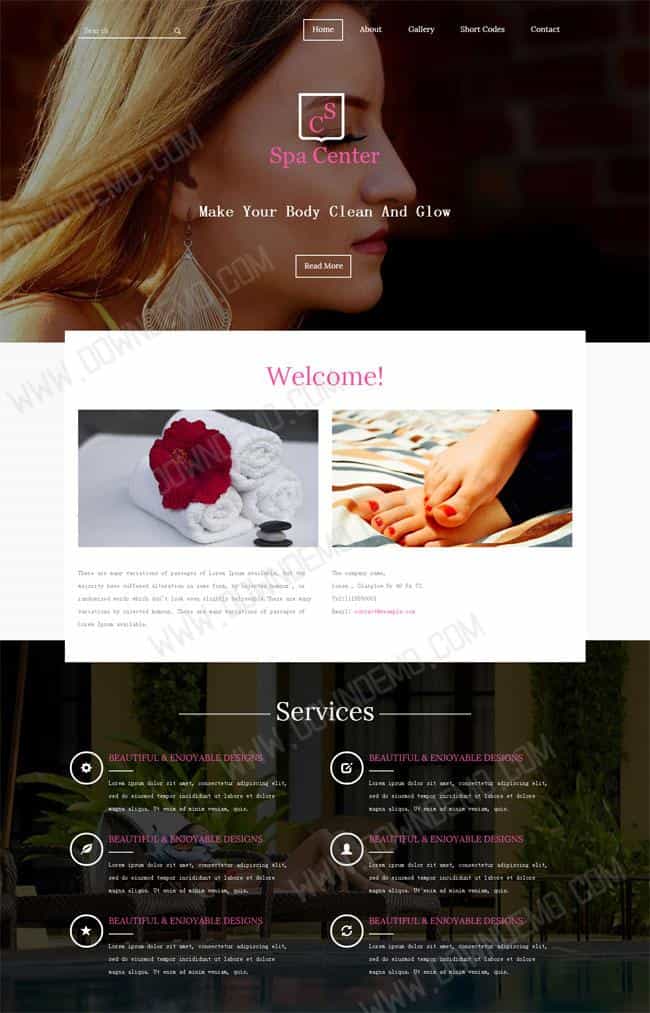 Search
Home About Gallery Short Codes Contact
S
C
Spa Center
Make Your Body Clean And Glow
Read More
Welcome!
There are many variations of passages of Lorem Ipsum available, but the
majority have suffered alteration in some form, by injected humour , or
randomised words which don't look even slightly believable.There are many
variations by injected humour. There are many variations of passages of
Lorem Ipsum available.
The company name,
Lorem , Glasglow Dr 40 Fe 72.
Email: contact@example.com
Services
BEAUTIFUL & ENJOYABLE DESIGNS
Lorem ipsum dolor sit amet, consectetur adipiscing elit,
sed do eiusmod tempor incididunt ut labore et dolore
magna aliqua. Ut enim ad minim veniam, quis.
BEAUTIFUL & ENJOYABLE DESIGNS
Lorem ipsum dolor sit amet, consectetur adipiscing elit,
sed do eiusmod tempor incididunt ut labore et dolore
magna aliqua. Ut enim ad minim veniam, quis.
BEAUTIFUL & ENJOYABLE DESIGNS
Lorem ipsum dolor sit amet, consectetur adipiscing elit,
sed do eiusmod tempor incididunt ut labore et dolore
magna aliqua. Ut enim ad minim veniam, quis.
BEAUTIFUL & ENJOYABLE DESIGNS
Lorem ipsum dolor sit amet, consectetur adipiscing elit,
sed do eiusmod tempor incididunt ut labore et dolore
magna aliqua. Ut enim ad minim veniam, quis.
BEAUTIFUL & ENJOYABLE DESIGNS
Lorem ipsum dolor sit amet, consectetur adipiscing elit,
sed do eiusmod tempor incididunt ut labore et dolore
magna aliqua. Ut enim ad minim veniam, quis.
BEAUTIFUL & ENJOYABLE DESIGNS
Lorem ipsum dolor sit amet, consectetur adipiscing elit,
sed do eiusmod tempor incididunt ut labore et dolore
magna aliqua. Ut enim ad minim veniam, quis.
WWW.DOWNDEMO.COM